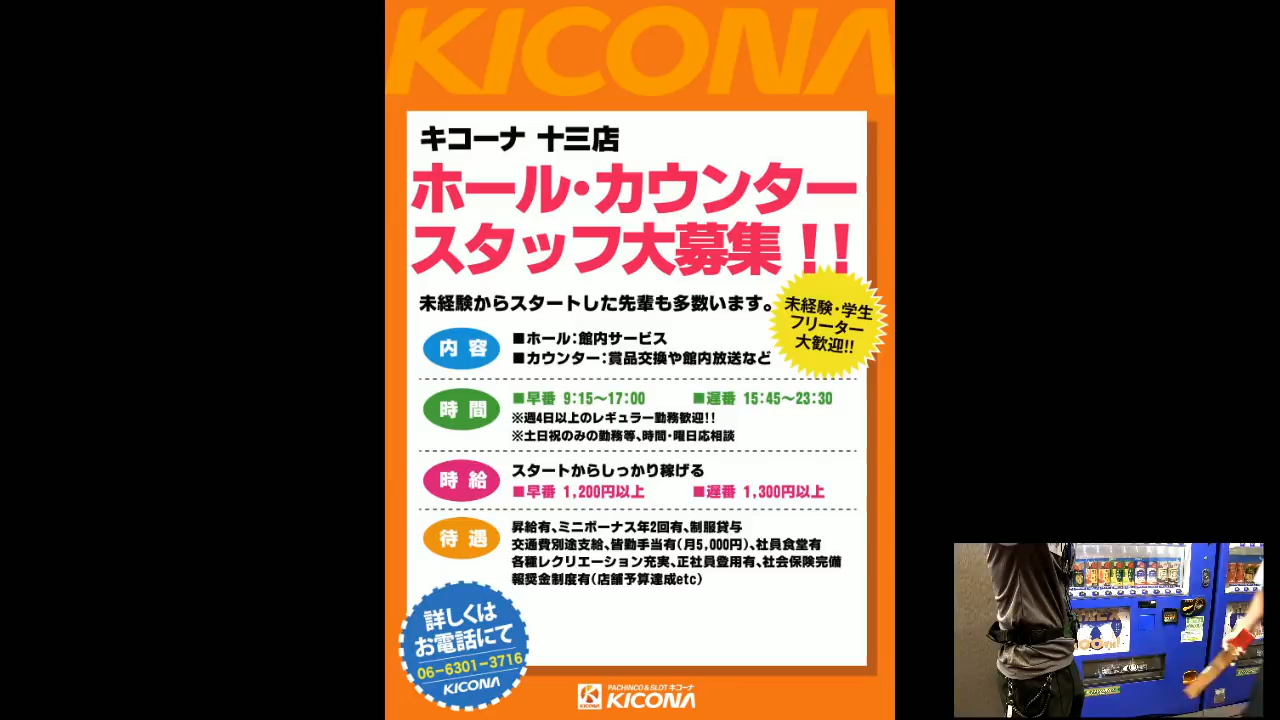 KICONA
キコーナ 十三店
ホール・カウンター
スタッフ大募集!!
未経験からスタートした先輩も多数います。
未経験・学生
フリーター
大歓迎!!
内容
■ホール:館内サービス
■カウンター:賞品交換や館内放送など
時間
■早番 9:15〜17:00 ■遅番 15:45〜23:30
※週4日以上のレギュラー勤務歓迎!!
※土日祝のみの勤務等、時間・曜日応相談
時給
スタートからしっかり稼げる
■早番 1,200円以上 ■遅番 1,300円以上
待遇
昇給有、ミニボーナス年2回有、制服貸与
交通費別途支給、皆勤手当有(月5,000円)、社員食堂有
各種レクリエーション充実、正社員登用有、社会保険完備
報奨金制度有(店舗予算達成etc)
詳しくは
お電話にて
06-6301-3716
KICONA
PACHINCO & SLOT キコーナ
KICONA